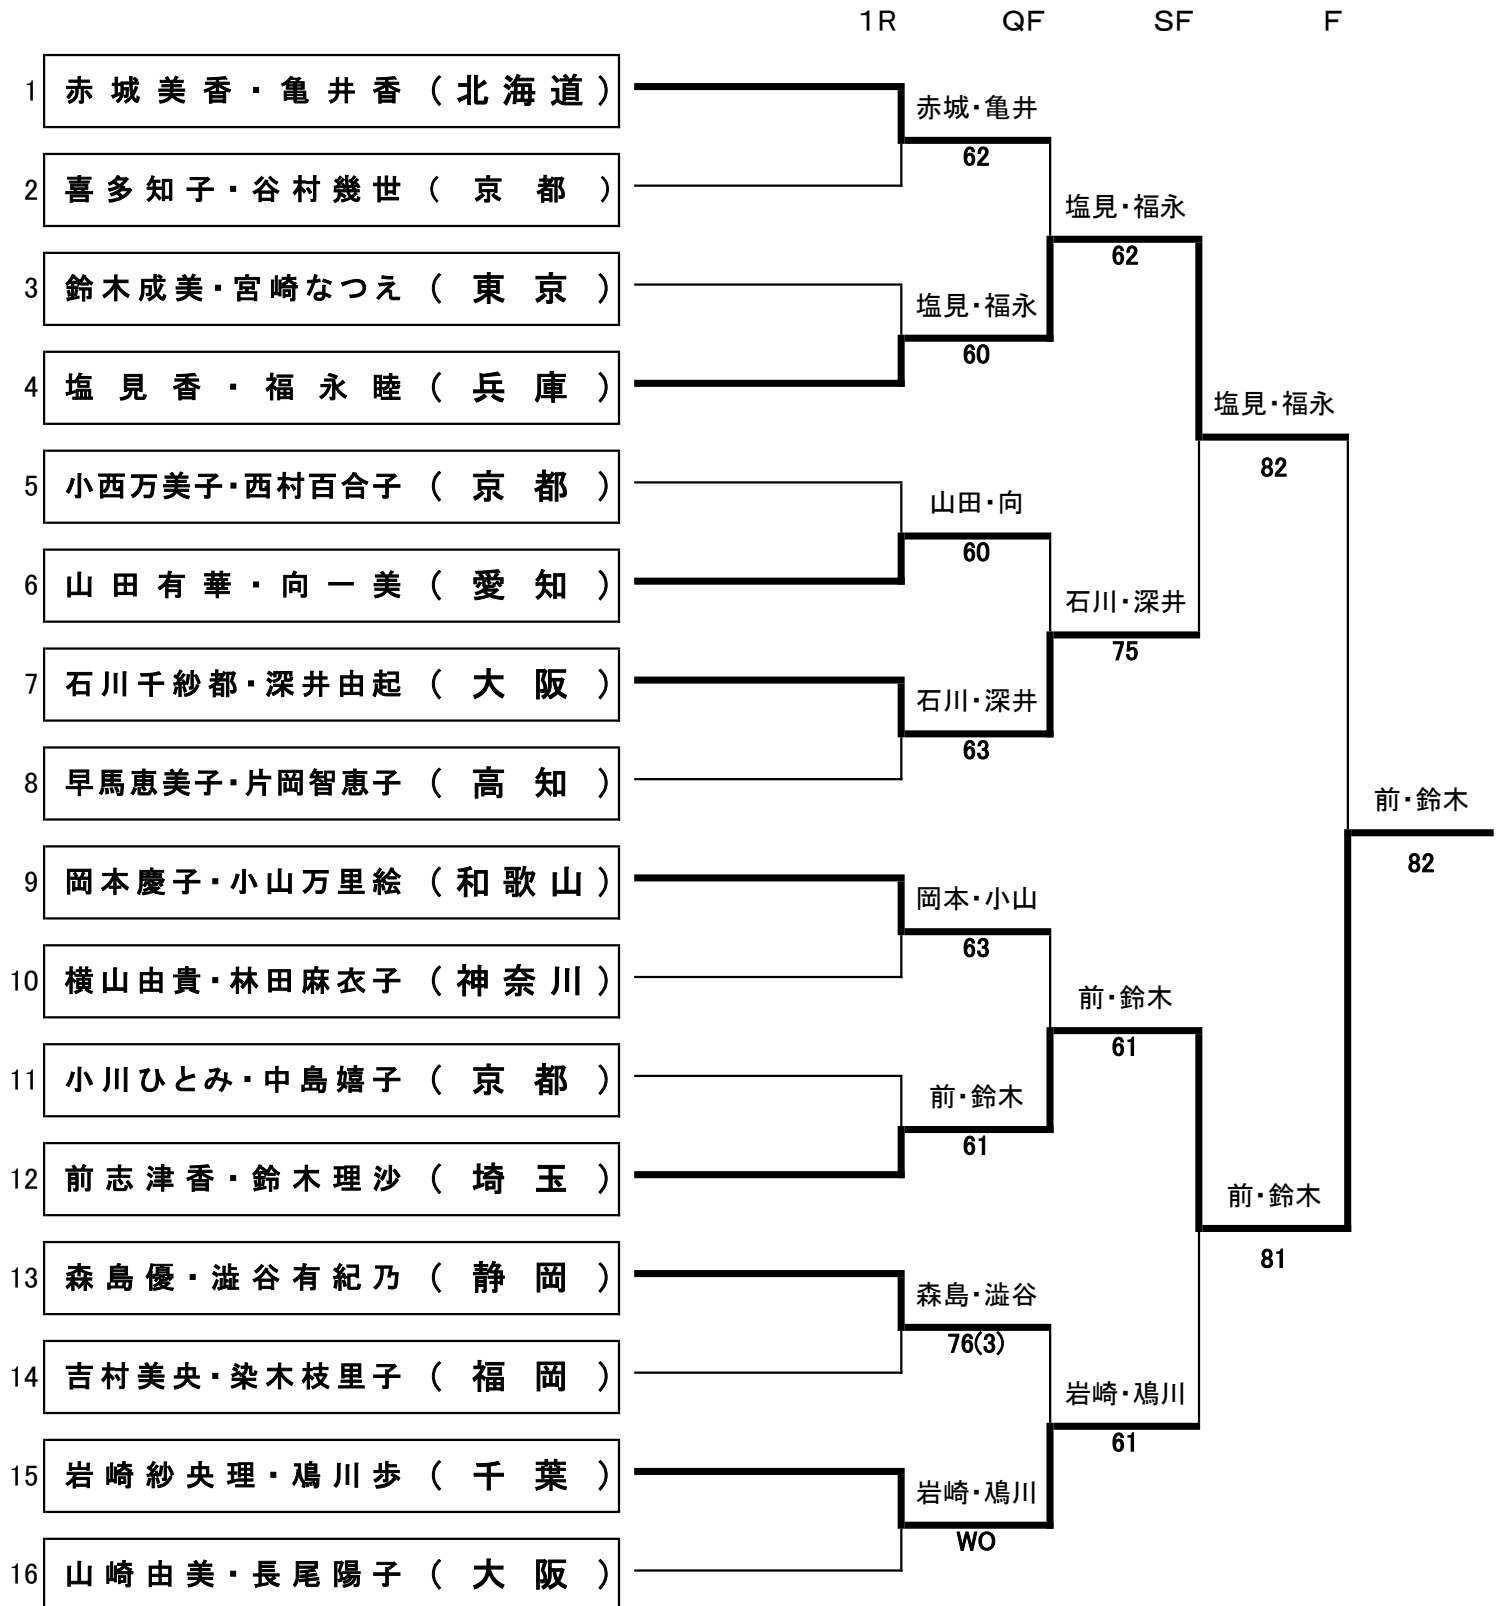 1R QF SF F
1 赤城美香・亀井香 (北海道)
赤城・亀井
62
2 喜多知子・谷村幾世 (京都)
塩見・福永
62
3 鈴木成美・宮崎なつえ (東京)
塩見・福永
60
4 塩見香・福永睦 (兵庫)
塩見・福永
82
5 小西万美子・西村百合子 (京都)
山田・向
60
6 山田有華・向一美 (愛知)
石川・深井
75
7 石川千紗都・深井由起 (大阪)
石川・深井
63
8 早馬恵美子・片岡智恵子 (高知)
前・鈴木
82
9 岡本慶子・小山万里絵 (和歌山)
岡本・小山
63
10 横山由貴・林田麻衣子 (神奈川)
前・鈴木
61
11 小川ひとみ・中島嬉子 (京都)
前・鈴木
61
12 前志津香・鈴木理沙 (埼玉)
前・鈴木
81
13 森島優・澁谷有紀乃 (静岡)
森島・澁谷
76(3)
14 吉村美央・染木枝里子 (福岡)
岩崎・鳰川
61
15 岩崎紗央理・鳰川歩 (千葉)
岩崎・鳰川
WO
16 山崎由美・長尾陽子 (大阪)